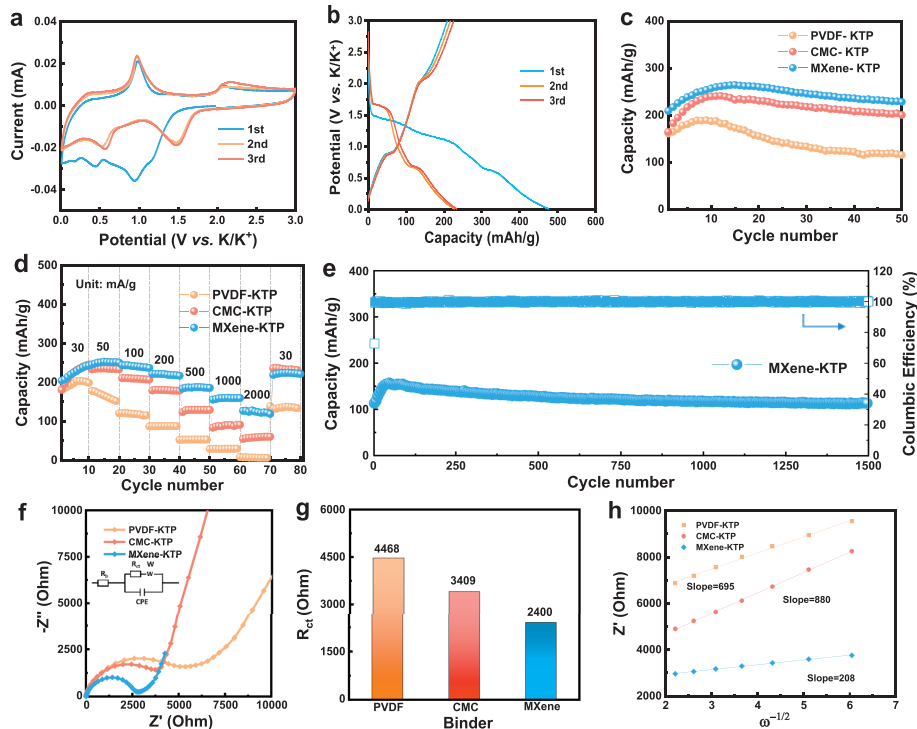 a
0.04
0.02
0.00
-0.02
-0.04
Current (mA)
1st
2nd
3rd
0.0 0.5 1.0 1.5 2.0 2.5 3.0
Potential (V vs. K/K⁺)
b
3.0
2.5
2.0
1.5
1.0
0.5
0.0
Potential (V vs. K/K⁺)
1st
2nd
3rd
0 100 200 300 400 500 600
Capacity (mAh/g)
c
400
300
200
100
0
Capacity (mAh/g)
PVDF- KTP
CMC- KTP
MXene- KTP
10 20 30 40 50
Cycle number
d
500
400
300
200
100
0
Capacity (mAh/g)
Unit: mA/g
PVDF-KTP
CMC-KTP
MXene-KTP
30 50 100 200 500 1000 2000 30
1 10 20 30 40 50 60 70 80
Cycle number
e
400
300
200
100
0
Capacity (mAh/g)
MXene-KTP
120
100
80
60
40
20
0
Columbic Efficiency (%)
0 250 500 750 1000 1250 1500
Cycle number
f
10000
7500
5000
2500
0
-Z'' (Ohm)
PVDF-KTP
CMC-KTP
MXene-KTP
Rct W
W
CPE
0 2500 5000 7500 10000
Z' (Ohm)
g
9000
6000
3000
0
Rct (Ohm)
4468
3409
2400
PVDF CMC MXene
Binder
h
10000
8000
6000
4000
2000
Z' (Ohm)
PVDF-KTP
CMC-KTP
MXene-KTP
Slope=695
Slope=880
Slope=208
2 3 4 5 6 7
ω⁻¹/²